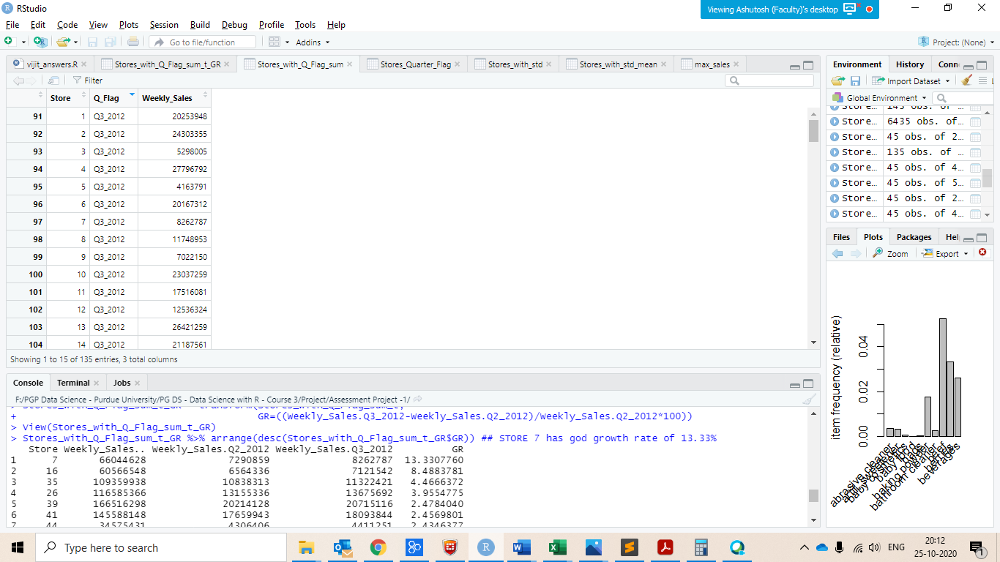 RStudio
Viewing Ashutosh (Faculty)'s desktop
File Edit Code View Plots Session Build Debug Profile Tools Help
Go to file/function Addins Project: (None)
vijit_answers.R Stores_with_Q_Flag_sum_t_GR Stores_with_Q_Flag_sum Stores_Quarter_Flag Stores_with_std Stores_with_std_mean max_sales
Filter
Store Q_Flag Weekly_Sales
91 1 Q3_2012 20253948
92 2 Q3_2012 24303355
93 3 Q3_2012 5298005
94 4 Q3_2012 27796792
95 5 Q3_2012 4163791
96 6 Q3_2012 20167312
97 7 Q3_2012 8262787
98 8 Q3_2012 11748953
99 9 Q3_2012 7022150
100 10 Q3_2012 23037259
101 11 Q3_2012 17516081
102 12 Q3_2012 12536324
103 13 Q3_2012 26421259
104 14 Q3_2012 21187561
Showing 1 to 15 of 135 entries, 3 total columns
Console Terminal Jobs
F:/PGP Data Science - Purdue University/PG DS - Data Science with R - Course 3/Project/Assessment Project -1/
+ GR=((Weekly_Sales.Q3_2012-Weekly_Sales.Q2_2012)/Weekly_Sales.Q2_2012*100))
> View(Stores_with_Q_Flag_sum_t_GR)
> Stores_with_Q_Flag_sum_t_GR %>% arrange(desc(Stores_with_Q_Flag_sum_t_GR$GR)) ## STORE 7 has god growth rate of 13.33%
Store Weekly_Sales.. Weekly_Sales.Q2_2012 Weekly_Sales.Q3_2012 GR
1 7 66044628 7290859 8262787 13.3307760
2 16 60566548 6564336 7121542 8.4883781
3 35 109359938 10838313 11322421 4.4666372
4 26 116585366 13155336 13675692 3.9554775
5 39 166516298 20214128 20715116 2.4784040
6 41 145588148 17659943 18093844 2.4569801
7 44 34575431 4306406 4411251 2.4346377
Environment History Conn
Import Dataset
Global Environment
Store... 145 obs. of ...
Store... 6435 obs. of...
Store... 45 obs. of 2...
Store... 135 obs. of ...
Store... 45 obs. of 4...
Store... 45 obs. of 5...
Store... 45 obs. of 2...
Store... 45 obs. of 4...
Files Plots Packages Hel
Zoom Export
item frequency (relative)
0.00 0.02 0.04
abrasive cleaner
baby cosmetics
baby food
bags
baking powder
bathroom cleaner
beef
berries
beverages
Type here to search
ENG
20:12
25-10-2020
1